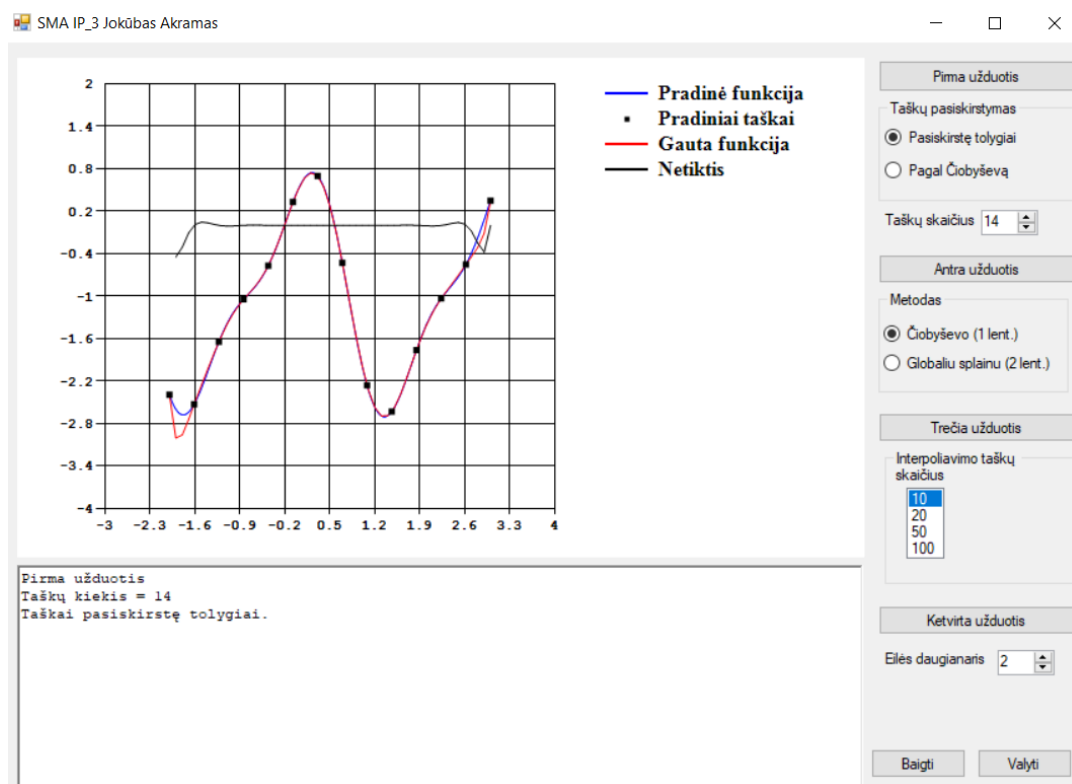 SMA IP_3 Jokūbas Akramas
2
1.4
0.8
0.2
-0.4
-1
-1.6
-2.2
-2.8
-3.4
-4
-3 -2.3 -1.6 -0.9 -0.2 0.5 1.2 1.9 2.6 3.3 4
Pradinė funkcija
Pradiniai taškai
Gauta funkcija
Netiktis
Pirma užduotis
Taškų kiekis = 14
Taškai pasiskirstę tolygiai.
Pirma užduotis
Taškų pasiskirstymas
Pasiskirstę tolygiai
Pagal Čiobyševą
Taškų skaičius 14
Antra užduotis
Metodas
Čiobyševo (1 lent.)
Globaliu splainu (2 lent.)
Trečia užduotis
Interpoliavimo taškų
skaičius
10
20
50
100
Ketvirta užduotis
Eilės daugianaris 2
Baigti Valyti